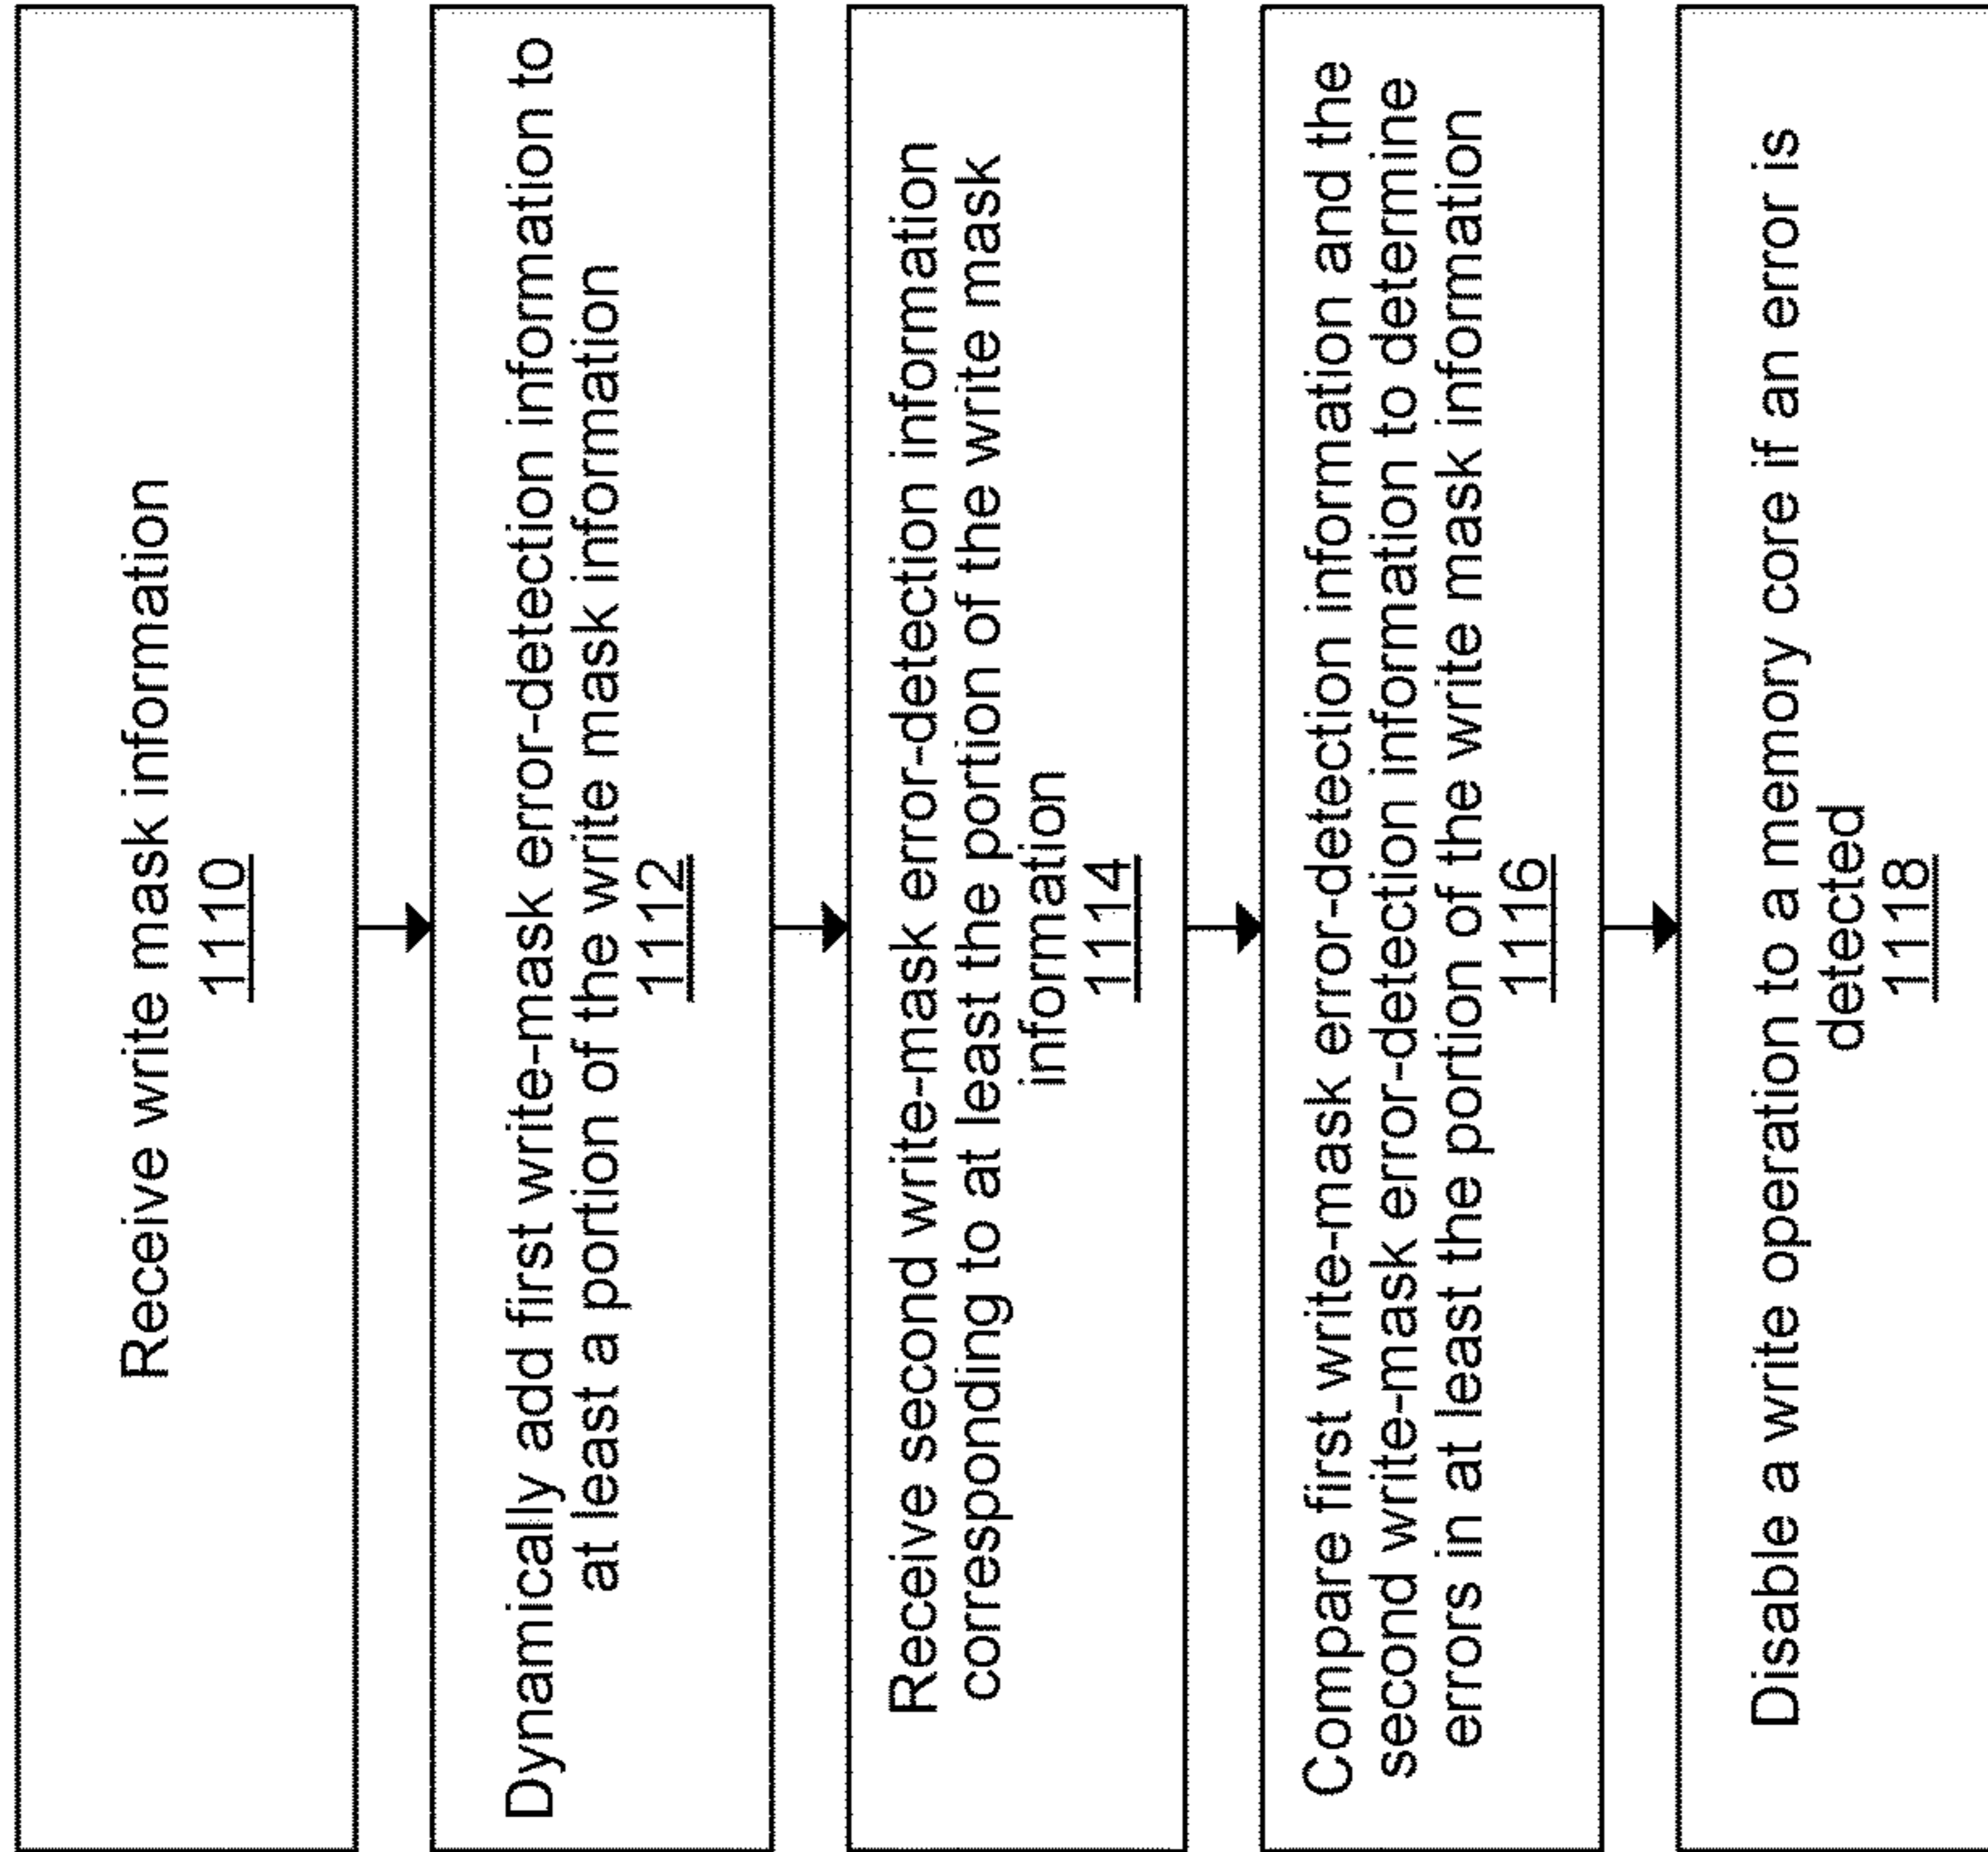 Receive write mask information
1110
Dynamically add first write-mask error-detection information to
at least a portion of the write mask information
1112
Receive second write-mask error-detection information
corresponding to at least the portion of the write mask
information
1114
Compare first write-mask error-detection information and the
second write-mask error-detection information to determine
errors in at least the portion of the write mask information
1116
Disable a write operation to a memory core if an error is
detected
1118